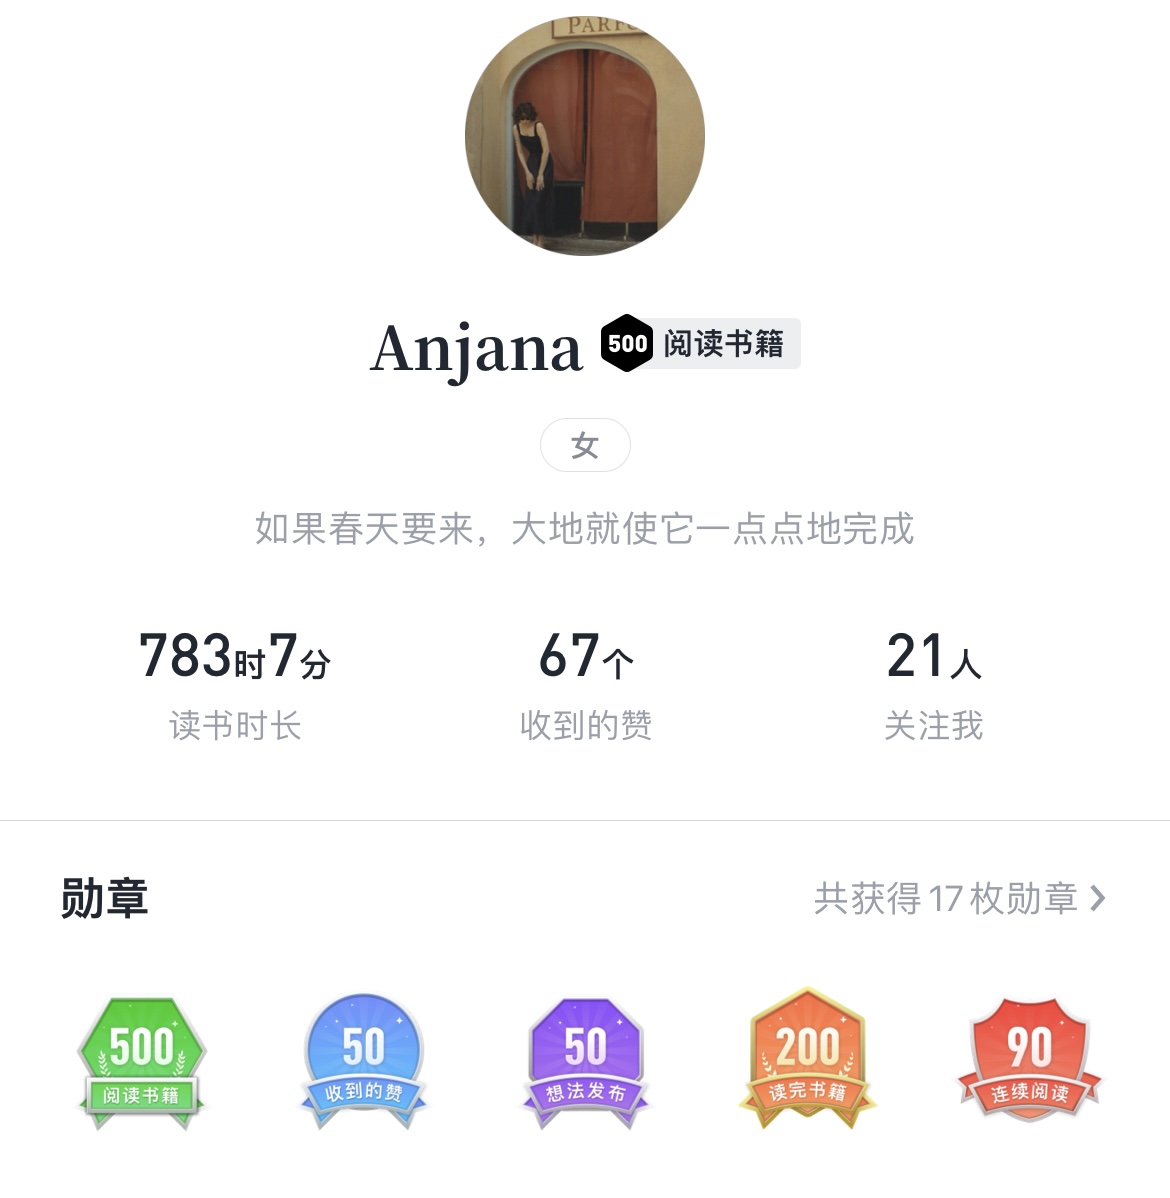 PARFU
Anjana 500 阅读书籍
女
如果春天要来，大地就使它一点点地完成
783时7分 67个 21人
读书时长 收到的赞 关注我
勋章 共获得 17 枚勋章
500 50 50 200 90
阅读书籍 收到的赞 想法发布 读完书籍 连续阅读